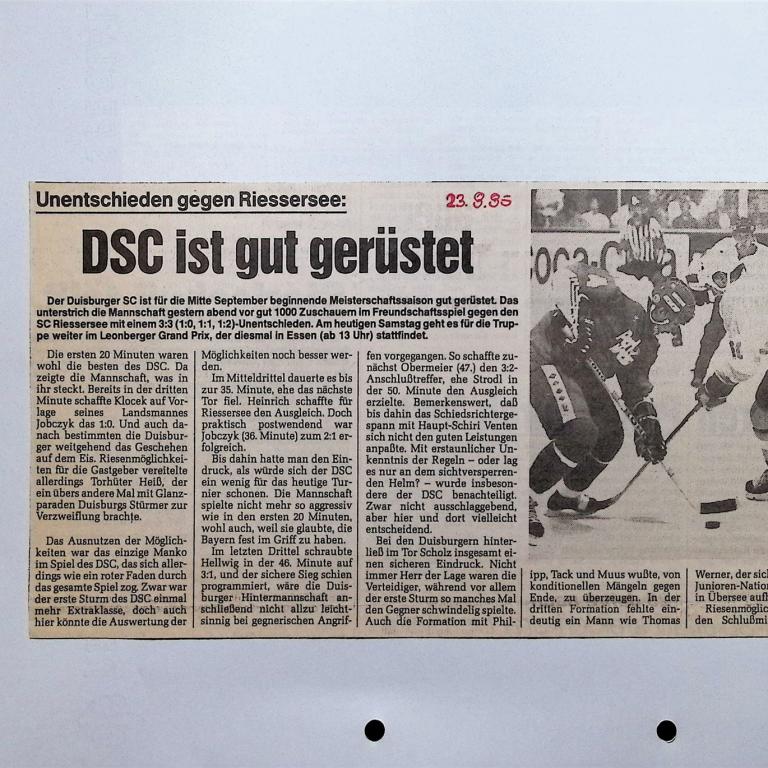 Unentschieden gegen Riessersee:
23. 9. 95
DSC ist gut gerüstet
Der Duisburger SC ist für die Mitte September beginnende Meisterschaftssaison gut gerüstet. Das
unterstrich die Mannschaft gestern abend vor gut 1000 Zuschauern im Freundschaftsspiel gegen den
SC Riessersee mit einem 3:3 (1:0, 1:1, 1:2)-Unentschieden. Am heutigen Samstag geht es für die Trup-
pe weiter im Leonberger Grand Prix, der diesmal in Essen (ab 13 Uhr) stattfindet.
Die ersten 20 Minuten waren
wohl die besten des DSC. Da
zeigte die Mannschaft, was in
ihr steckt. Bereits in der dritten
Minute schaffte Klocek auf Vor-
lage seines Landsmannes
Jobczyk das 1:0. Und auch da-
nach bestimmten die Duisbur-
ger weitgehend das Geschehen
auf dem Eis. Riesenmöglichkei-
ten für die Gastgeber vereitelte
allerdings Torhüter Heiß, der
ein übers andere Mal mit Glanz-
paraden Duisburgs Stürmer zur
Verzweiflung brachte.
Das Ausnutzen der Möglich-
keiten war das einzige Manko
im Spiel des DSC, das sich aller-
dings wie ein roter Faden durch
das gesamte Spiel zog. Zwar war
der erste Sturm des DSC einmal
mehr Extraklasse, doch auch
hier könnte die Auswertung der
Möglichkeiten noch besser wer-
den.
Im Mitteldrittel dauerte es bis
zur 35. Minute, ehe das nächste
Tor fiel. Heinrich schaffte für
Riessersee den Ausgleich. Doch
praktisch postwendend war
Jobczyk (36. Minute) zum 2:1 er-
folgreich.
Bis dahin hatte man den Ein-
druck, als würde sich der DSC
ein wenig für das heutige Tur-
nier schonen. Die Mannschaft
spielte nicht mehr so aggressiv
wie in den ersten 20 Minuten,
wohl auch, weil sie glaubte, die
Bayern fest im Griff zu haben.
Im letzten Drittel schraubte
Hellwig in der 46. Minute auf
3:1, und der sichere Sieg schien
programmiert, wäre die Duis-
burger Hintermannschaft an-
schließend nicht allzu leicht-
sinnig bei gegnerischen Angrif-
fen vorgegangen. So schaffte zu-
nächst Obermeier (47.) den 3:2-
Anschlußtreffer, ehe Strodl in
der 50. Minute den Ausgleich
erzielte. Bemerkenswert, daß
bis dahin das Schiedsrichterge-
spann mit Haupt-Schiri Venten
sich nicht den guten Leistungen
anpaßte. Mit erstaunlicher Un-
kenntnis der Regeln – oder lag
es nur an dem sichtversperren-
den Helm? – wurde insbeson-
dere der DSC benachteiligt.
Zwar nicht ausschlaggebend,
aber hier und dort vielleicht
entscheidend.
Bei den Duisburgern hinter-
ließ im Tor Scholz insgesamt ei-
nen sicheren Eindruck. Nicht
immer Herr der Lage waren die
Verteidiger, während vor allem
der erste Sturm so manches Mal
den Gegner schwindelig spielte.
Auch die Formation mit Phil-
ipp, Tack und Muus wußte, von
konditionellen Mängeln gegen
Ende, zu überzeugen. In der
dritten Formation fehlte ein-
deutig ein Mann wie Thomas
Werner, der sic
Junioren-Natio
in Übersee aufh
Riesenmöglic
den Schlußmi